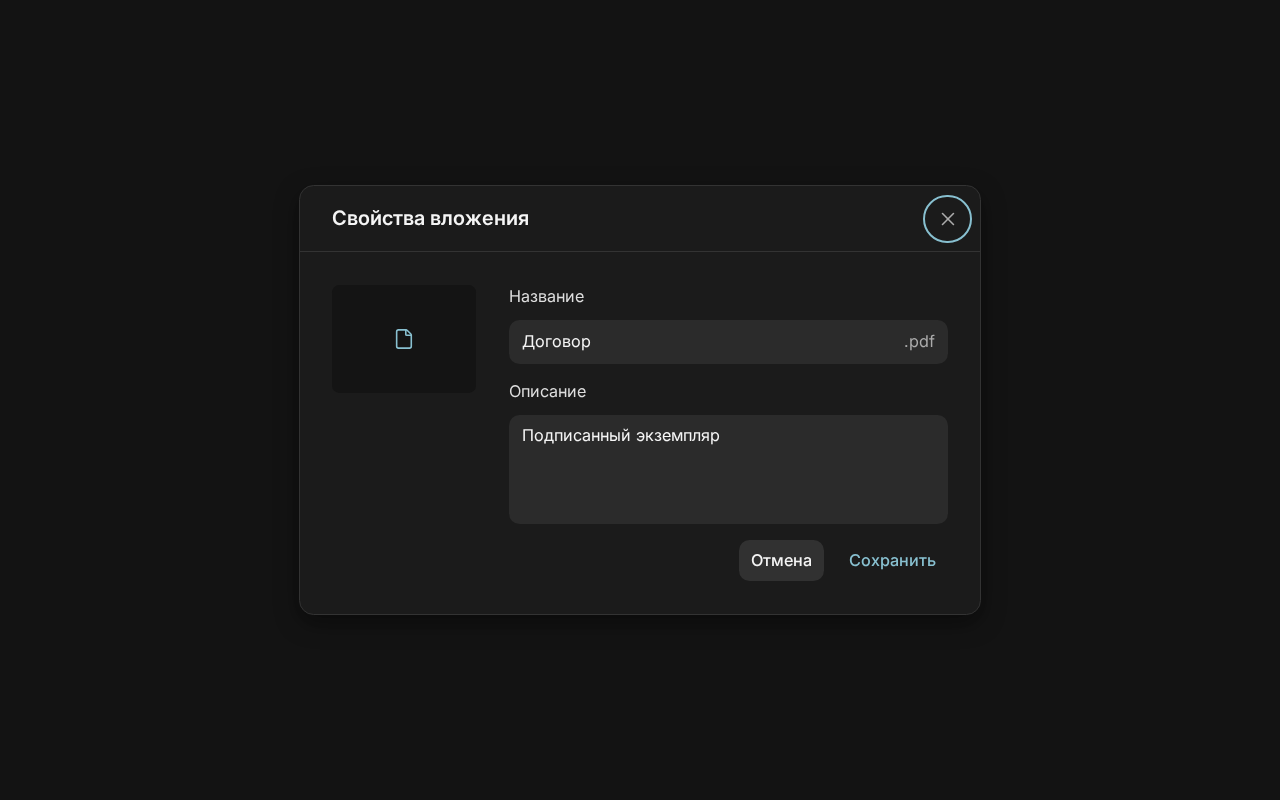 Свойства вложения
Название
Договор .pdf
Описание
Подписанный экземпляр
Отмена Сохранить